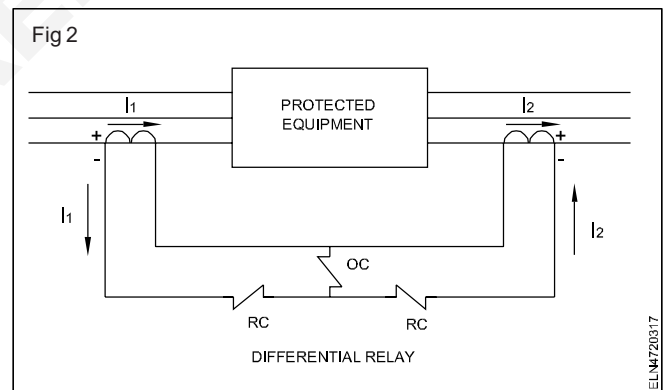 Fig 2
I1
I2
PROTECTED
EQUIPMENT
+
+
-
-
I1
I2
OC
RC
RC
DIFFERENTIAL RELAY
ELN4720317